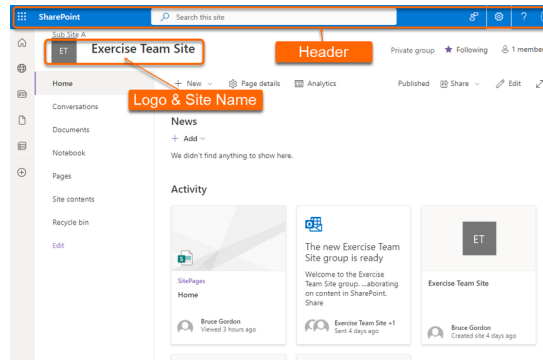 SharePoint
Search this site
?
Sub Site A
ET
Exercise Team Site
Header
Private group
Following
1 member
Logo & Site Name
Home
Conversations
Documents
Notebook
Pages
Site contents
Recycle bin
Edit
+ New
Page details
Analytics
Published
Share
Edit
News
+ Add
We didn't find anything to show here.
Activity
SitePages
Home
Bruce Gordon
Viewed 3 hours ago
The new Exercise Team
Site group is ready
Welcome to the Exercise
Team Site group. ...aborating
on content in SharePoint.
Share
Exercise Team Site +1
Sent 4 days ago
ET
Exercise Team Site
Bruce Gordon
Created site 4 days ago